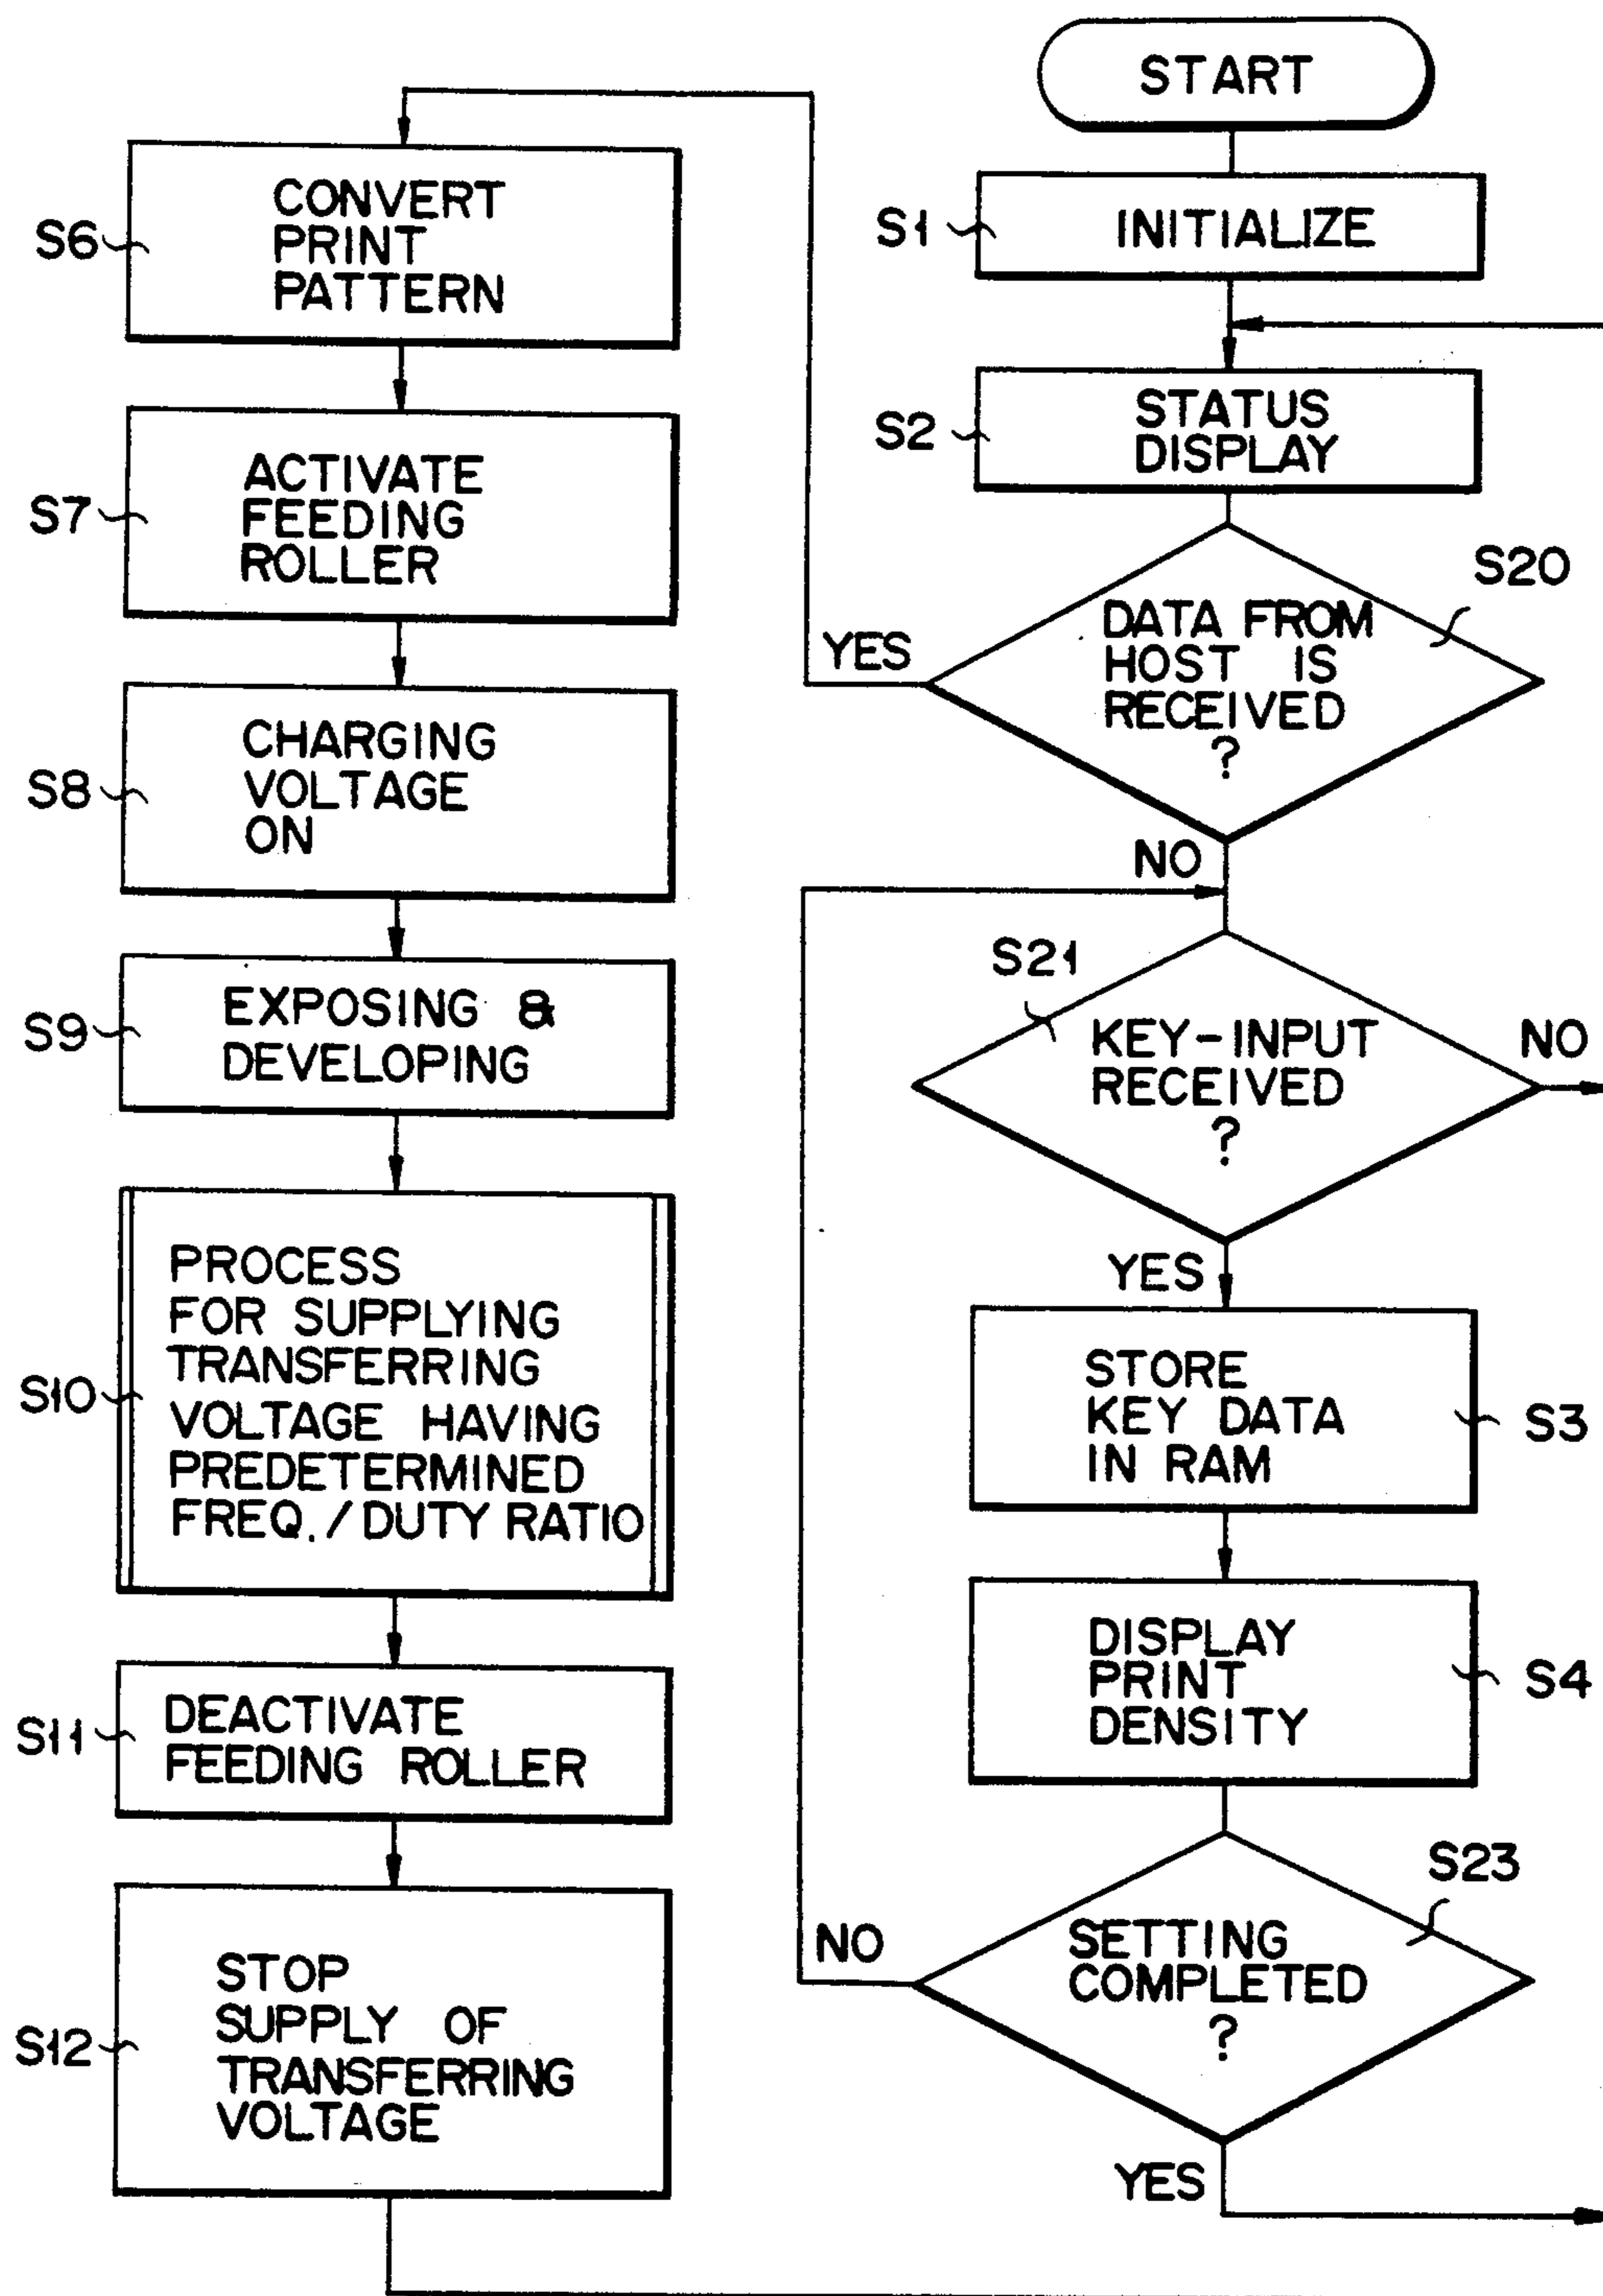 START
S1
INITIALIZE
S2
STATUS
DISPLAY
S20
DATA FROM
HOST IS
RECEIVED
?
YES
NO
S21
KEY-INPUT
RECEIVED
?
NO
YES
STORE
KEY DATA
IN RAM
S3
DISPLAY
PRINT
DENSITY
S4
S23
SETTING
COMPLETED
?
NO
YES
S6
CONVERT
PRINT
PATTERN
S7
ACTIVATE
FEEDING
ROLLER
S8
CHARGING
VOLTAGE
ON
S9
EXPOSING &
DEVELOPING
S10
PROCESS
FOR SUPPLYING
TRANSFERRING
VOLTAGE HAVING
PREDETERMINED
FREQ./DUTY RATIO
S11
DEACTIVATE
FEEDING ROLLER
S12
STOP
SUPPLY OF
TRANSFERRING
VOLTAGE